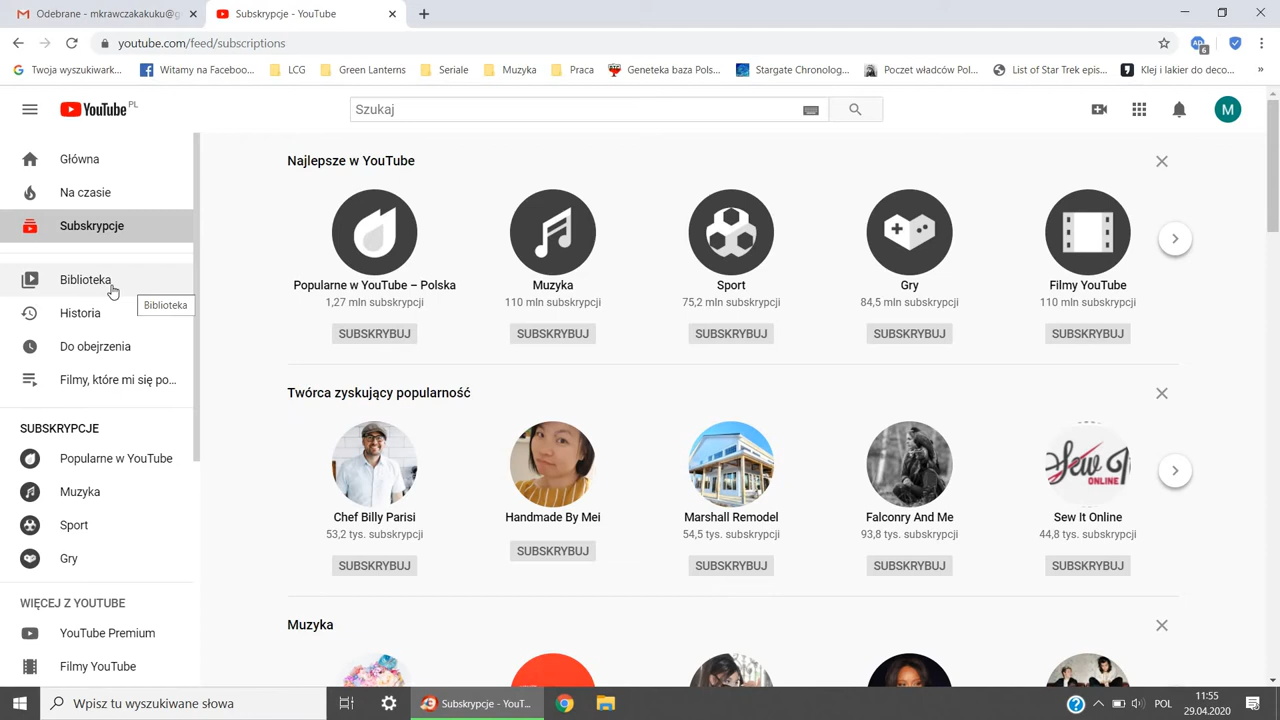 Odebrane - mkrawczakakuku@g
Subskrypcje - YouTube
youtube.com/feed/subscriptions
Twoja wyszukiwark...
Witamy na Faceboo...
LCG
Green Lanterns
Seriale
Muzyka
Praca
Geneteka baza Pols...
Stargate Chronolog...
Poczet władców Pol...
List of Star Trek epis...
Klej i lakier do deco...
YouTube PL
Szukaj
M
Główna
Na czasie
Subskrypcje
Biblioteka
Biblioteka
Historia
Do obejrzenia
Filmy, które mi się po...
SUBSKRYPCJE
Popularne w YouTube
Muzyka
Sport
Gry
WIĘCEJ Z YOUTUBE
YouTube Premium
Filmy YouTube
Najlepsze w YouTube
Popularne w YouTube – Polska
1,27 mln subskrypcji
SUBSKRYBUJ
Muzyka
110 mln subskrypcji
SUBSKRYBUJ
Sport
75,2 mln subskrypcji
SUBSKRYBUJ
Gry
84,5 mln subskrypcji
SUBSKRYBUJ
Filmy YouTube
110 mln subskrypcji
SUBSKRYBUJ
Twórca zyskujący popularność
Chef Billy Parisi
53,2 tys. subskrypcji
SUBSKRYBUJ
Handmade By Mei
SUBSKRYBUJ
Marshall Remodel
54,5 tys. subskrypcji
SUBSKRYBUJ
Falconry And Me
93,8 tys. subskrypcji
SUBSKRYBUJ
Sew
ONLINE
Sew It Online
44,8 tys. subskrypcji
SUBSKRYBUJ
Muzyka
Wpisz tu wyszukiwane słowa
Subskrypcje - YouT...
POL
11:55
29.04.2020